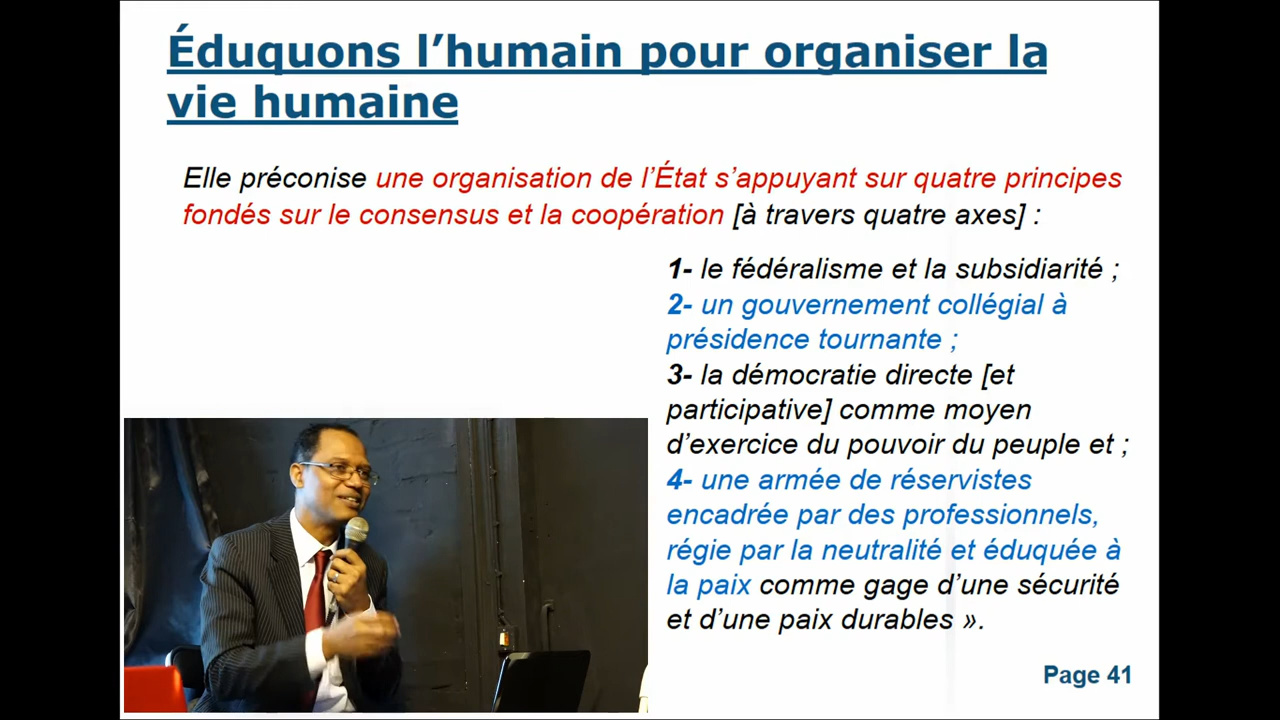 Éduquons l’humain pour organiser la
vie humaine
Elle préconise une organisation de l’État s’appuyant sur quatre principes
fondés sur le consensus et la coopération [à travers quatre axes] :
1- le fédéralisme et la subsidiarité ;
2- un gouvernement collégial à
présidence tournante ;
3- la démocratie directe [et
participative] comme moyen
d’exercice du pouvoir du peuple et ;
4- une armée de réservistes
encadrée par des professionnels,
régie par la neutralité et éduquée à
la paix comme gage d’une sécurité
et d’une paix durables ».
Page 41